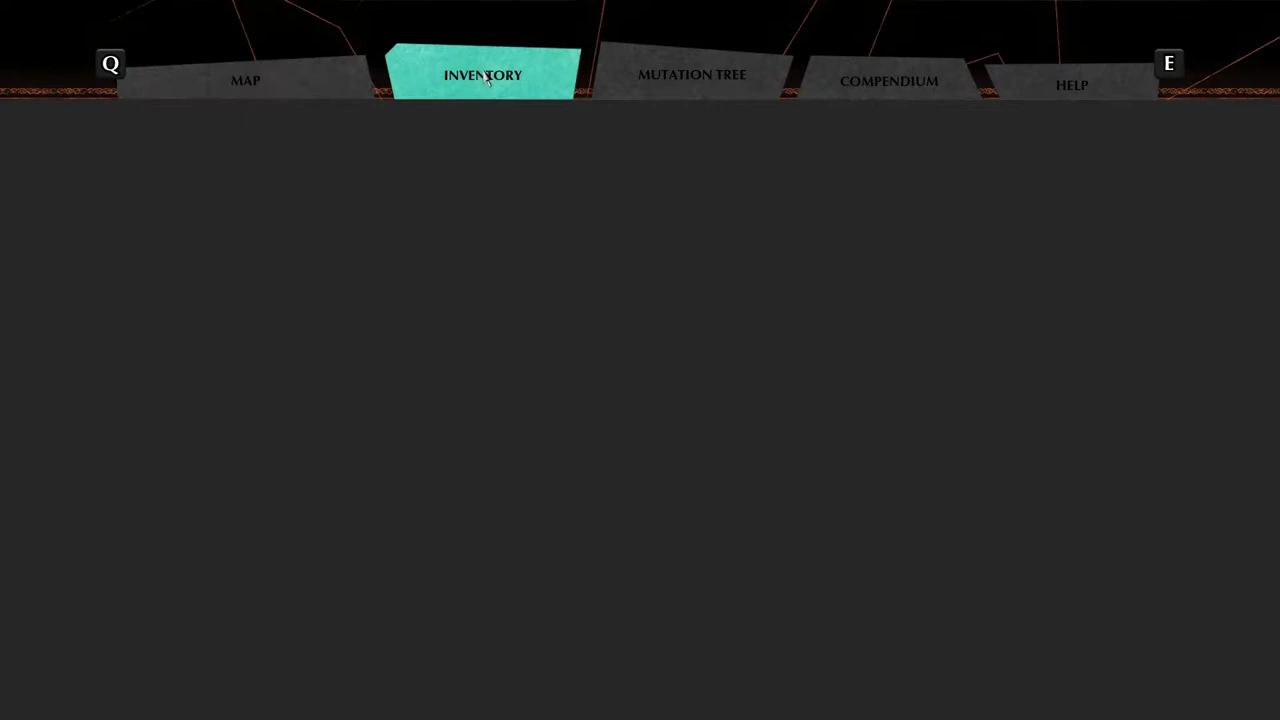 Q
MAP
INVENTORY
MUTATION TREE
COMPENDIUM
HELP
E